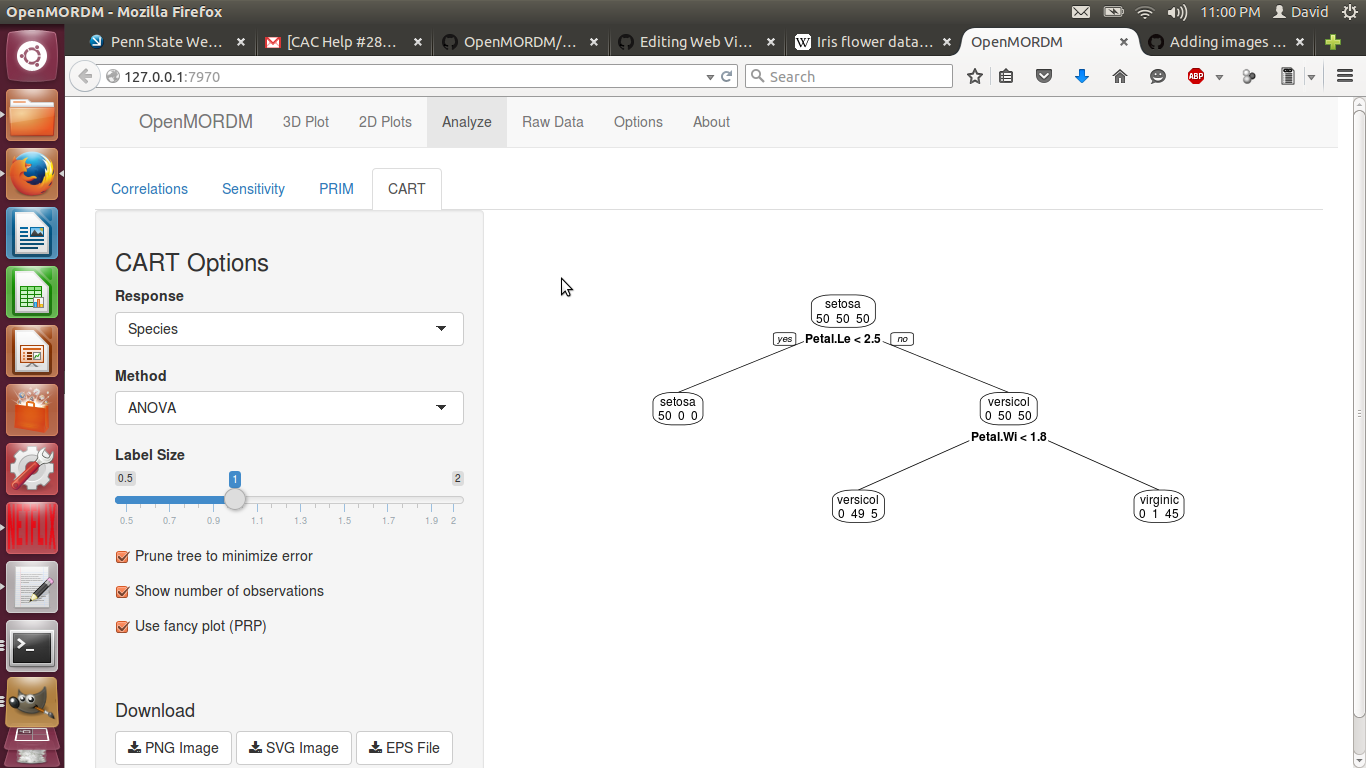 OpenMORDM - Mozilla Firefox
11:00 PM David
Penn State We...
[CAC Help #28...
OpenMORDM/...
Editing Web Vi...
W Iris flower data...
OpenMORDM
Adding images ...
127.0.0.1:7970
Search
ABP
OpenMORDM 3D Plot 2D Plots Analyze Raw Data Options About
Correlations Sensitivity PRIM CART
CART Options
Response
Species
Method
ANOVA
Label Size
0.5 1 2
0.5 0.7 0.9 1.1 1.3 1.5 1.7 1.9 2
Prune tree to minimize error
Show number of observations
Use fancy plot (PRP)
Download
PNG Image SVG Image EPS File
setosa
50 50 50
yes Petal.Le < 2.5 no
setosa
50 0 0
versicol
0 50 50
Petal.Wi < 1.8
versicol
0 49 5
virginic
0 1 45
NETFLIX